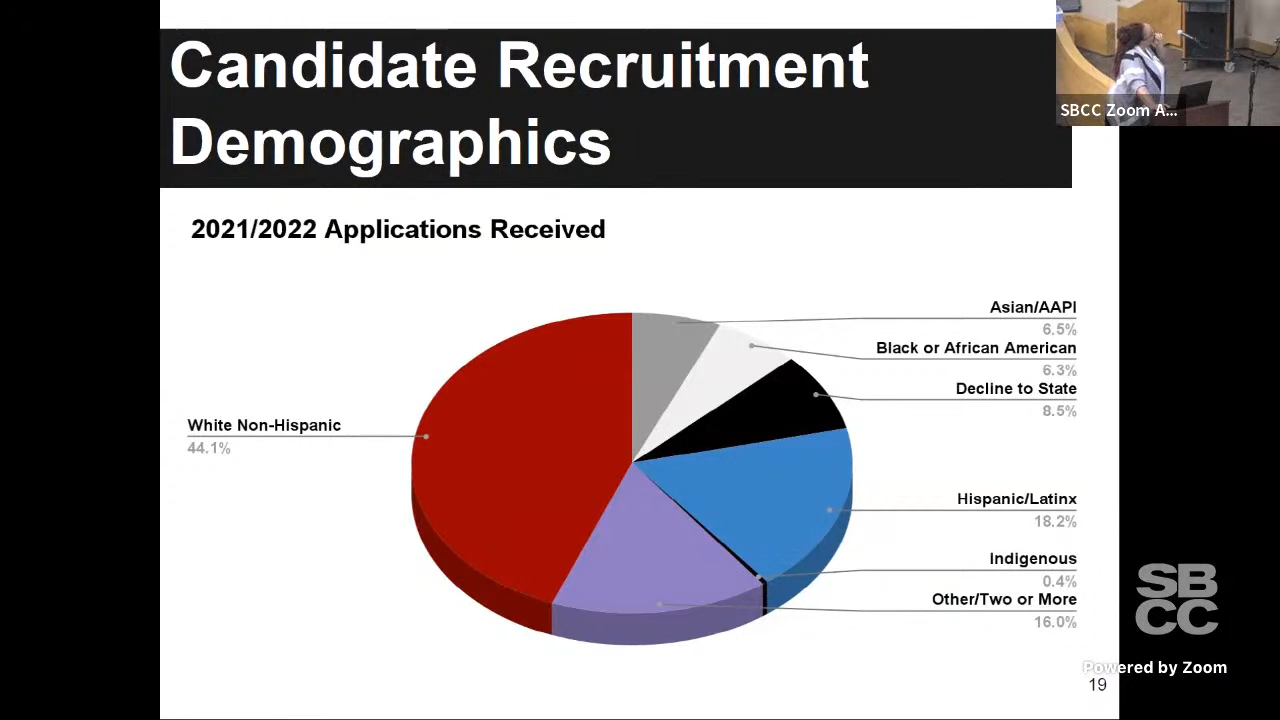 Candidate Recruitment
Demographics
SBCC Zoom A...
2021/2022 Applications Received
Asian/AAPI
6.5%
Black or African American
6.3%
Decline to State
8.5%
White Non-Hispanic
44.1%
Hispanic/Latinx
18.2%
Indigenous
0.4%
Other/Two or More
16.0%
SB
CC
Powered by Zoom
19